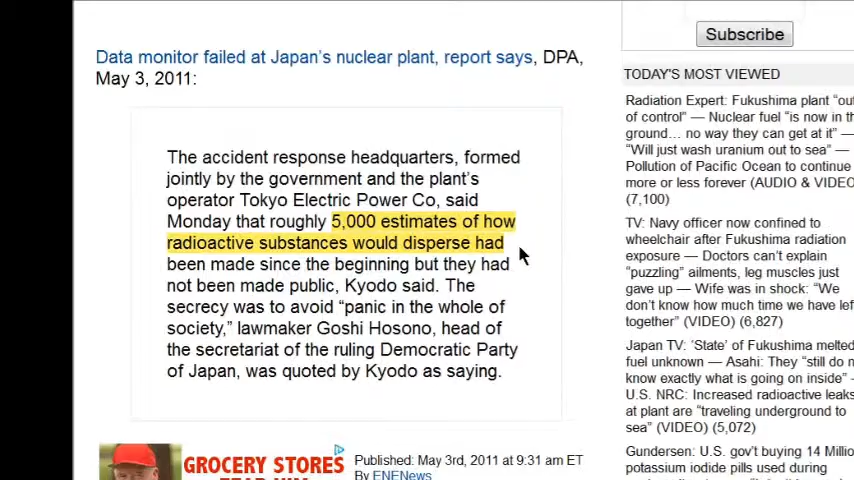 Subscribe
Data monitor failed at Japan's nuclear plant, report says, DPA,
May 3, 2011:
The accident response headquarters, formed
jointly by the government and the plant's
operator Tokyo Electric Power Co, said
Monday that roughly 5,000 estimates of how
radioactive substances would disperse had
been made since the beginning but they had
not been made public, Kyodo said. The
secrecy was to avoid “panic in the whole of
society,” lawmaker Goshi Hosono, head of
the secretariat of the ruling Democratic Party
of Japan, was quoted by Kyodo as saying.
GROCERY STORES
Published: May 3rd, 2011 at 9:31 am ET
By ENENews
TODAY'S MOST VIEWED
Radiation Expert: Fukushima plant “out
of control” — Nuclear fuel “is now in th
ground… no way they can get at it” —
“Will just wash uranium out to sea” —
Pollution of Pacific Ocean to continue
more or less forever (AUDIO & VIDEO
(7,100)
TV: Navy officer now confined to
wheelchair after Fukushima radiation
exposure — Doctors can't explain
“puzzling” ailments, leg muscles just
gave up — Wife was in shock: “We
don't know how much time we have lef
together” (VIDEO) (6,827)
Japan TV: 'State' of Fukushima melted
fuel unknown — Asahi: They “still do n
know exactly what is going on inside” -
U.S. NRC: Increased radioactive leaks
at plant are “traveling underground to
sea” (VIDEO) (5,072)
Gundersen: U.S. gov't buying 14 Millio
potassium iodide pills used during